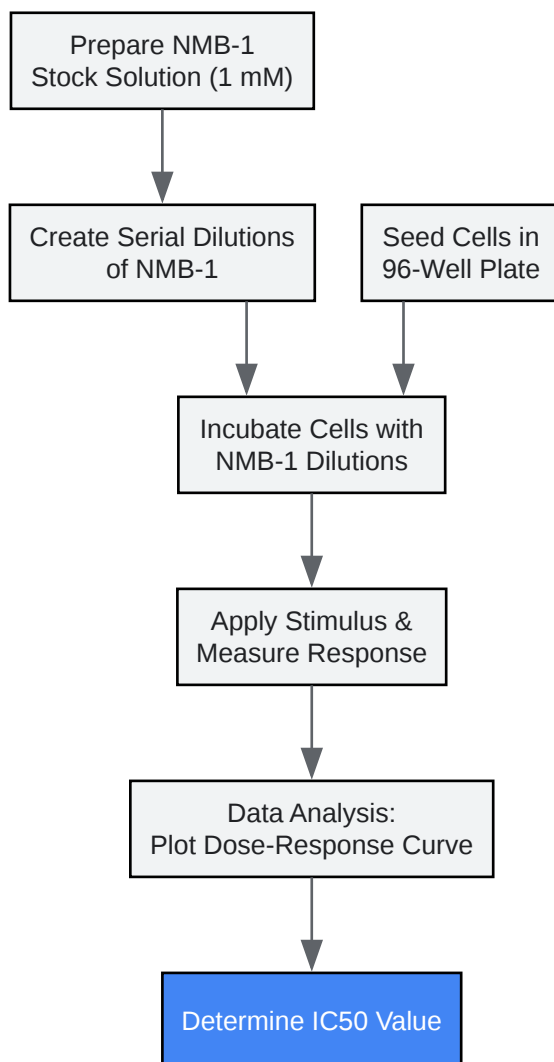 Prepare NMB-1
Stock Solution (1 mM)
Create Serial Dilutions
of NMB-1
Seed Cells in
96-Well Plate
Incubate Cells with
NMB-1 Dilutions
Apply Stimulus &
Measure Response
Data Analysis:
Plot Dose-Response Curve
Determine IC50 Value